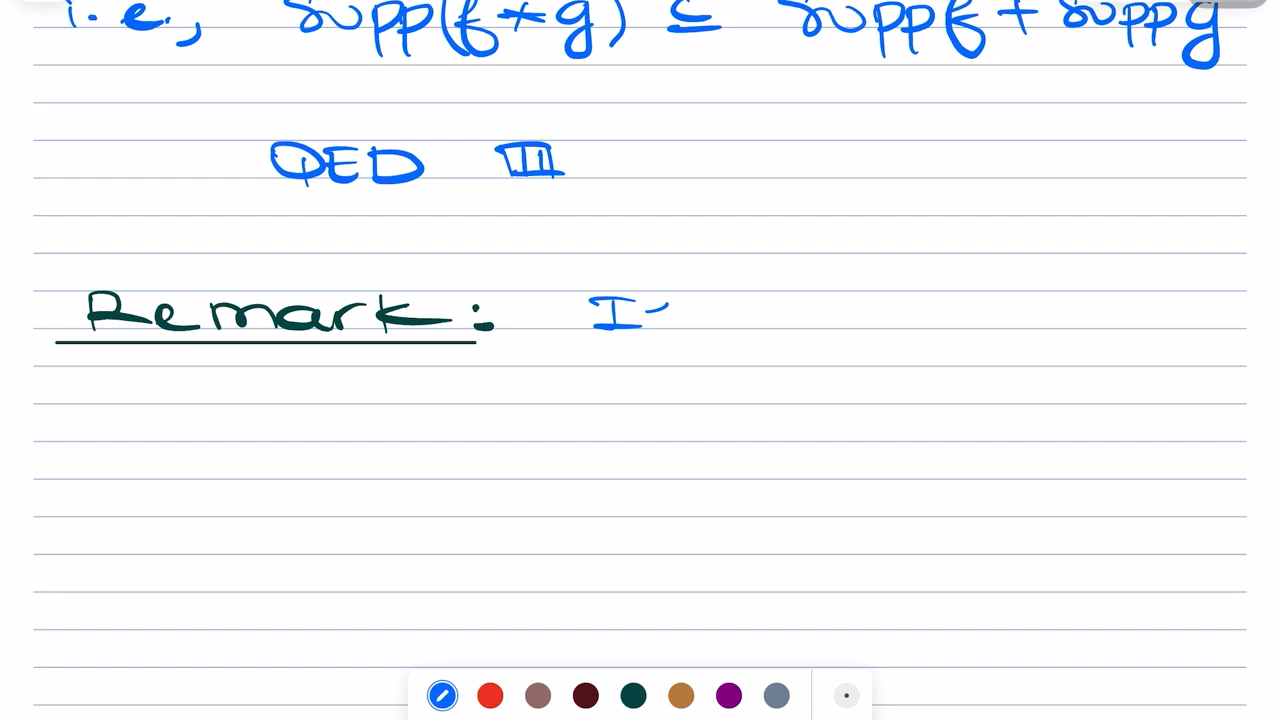 i.e., supp(f*g) ⊆ supp f + supp g
QED
Remark: I